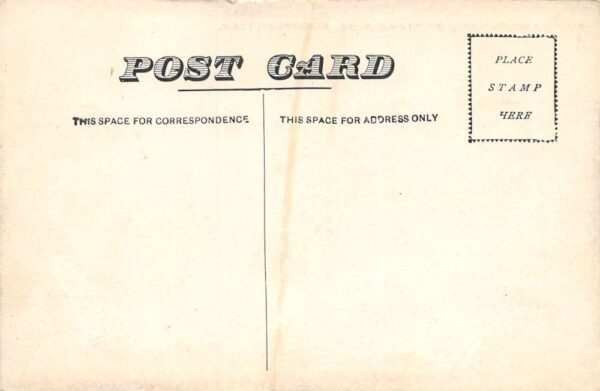 POST CARD
PLACE
STAMP
HERE
THIS SPACE FOR CORRESPONDENCE
THIS SPACE FOR ADDRESS ONLY